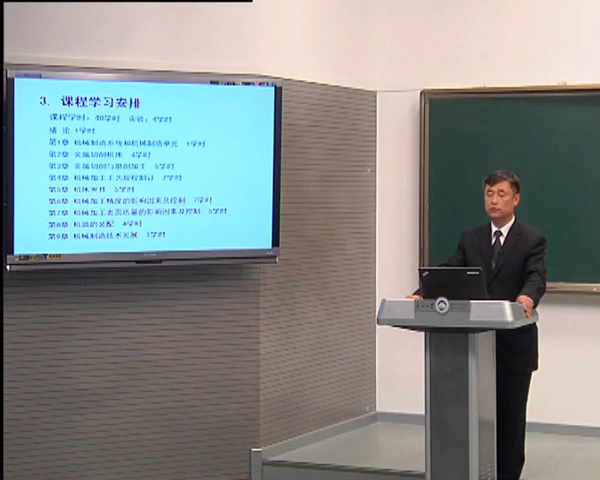 3. 课程学习安排
课程学时：40学时 实验：4学时
绪 论 1学时
第1章 机械制造系统和机械制造单元 1学时
第2章 金属切削机床 4学时
第3章 金属切削与磨削加工 6学时
第4章 机械加工工艺规程制订 7学时
第5章 机床夹具 5学时
第6章 机械加工精度的影响因素及控制 7学时
第7章 机械加工表面质量的影响因素及控制 5学时
第8章 机器的装配 4学时
第9章 机械制造技术发展 1学时